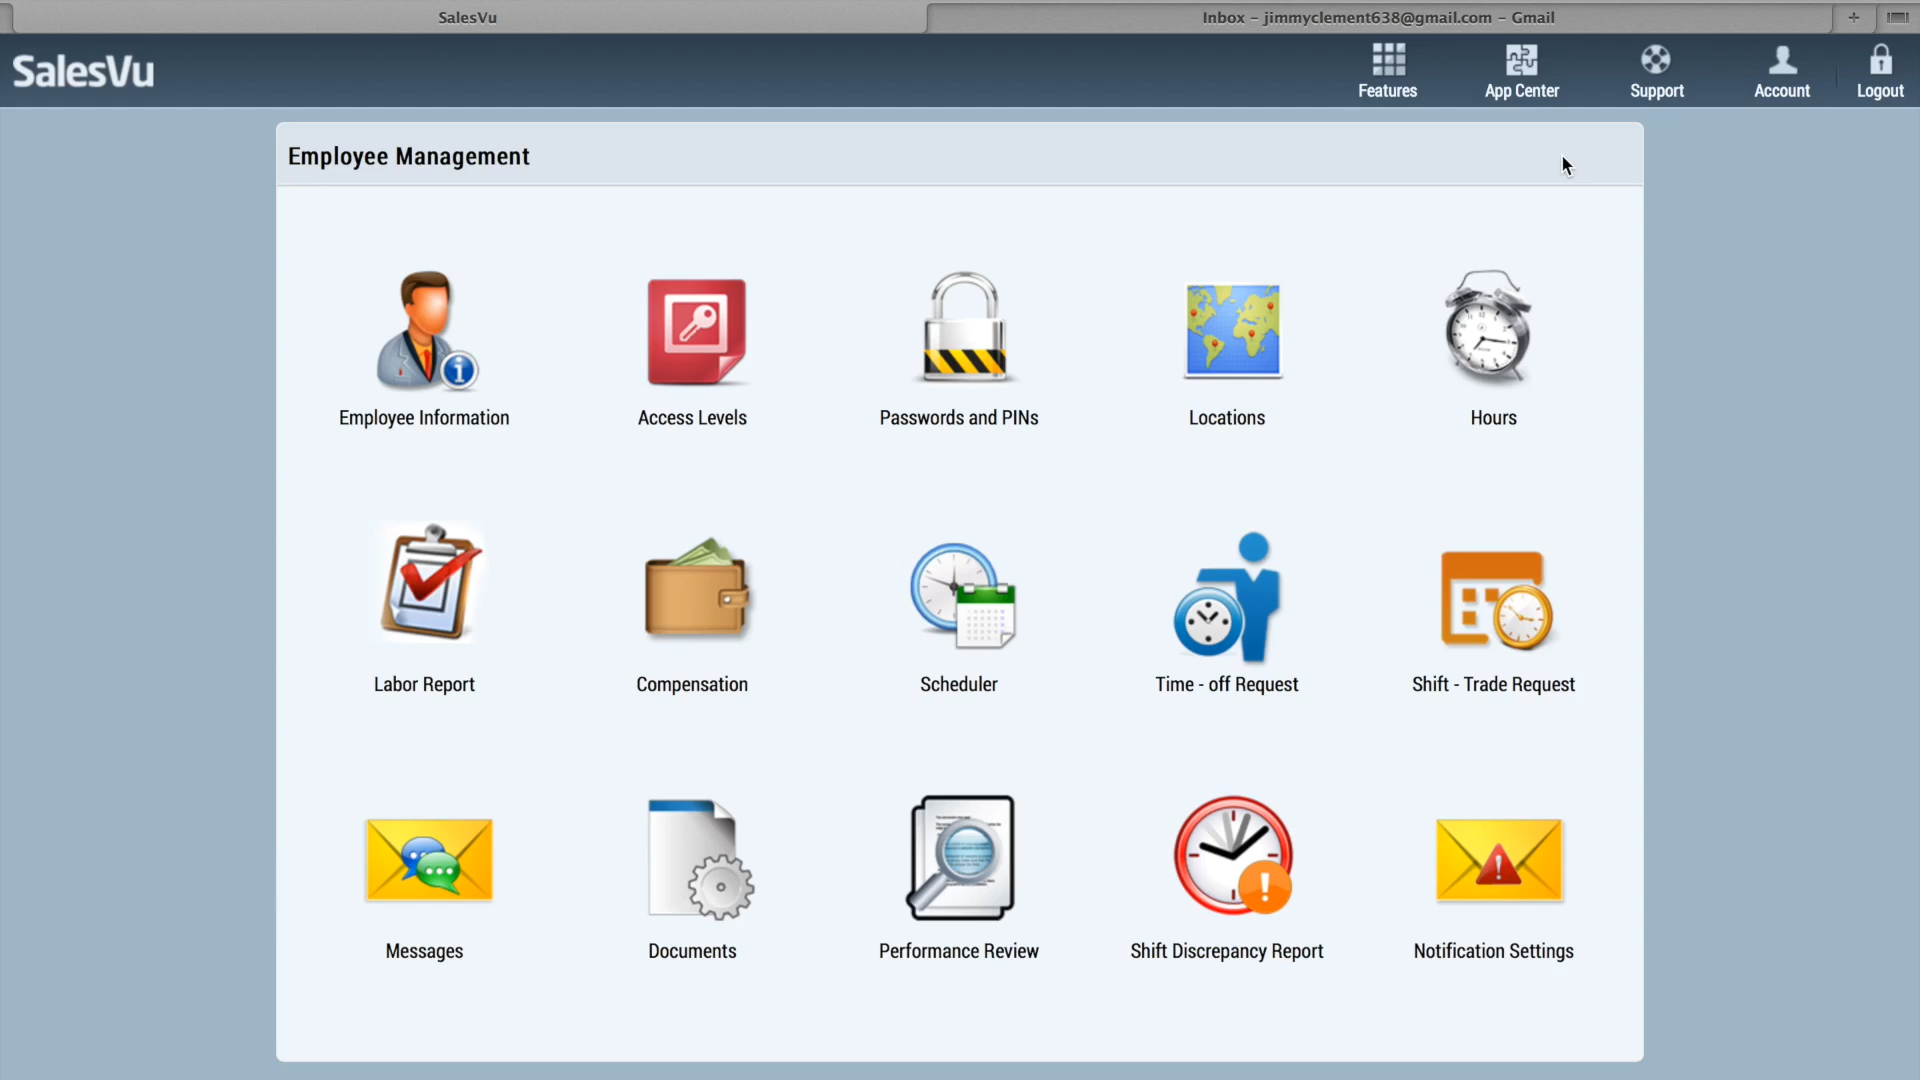 SalesVu
Inbox – jimmyclement638@gmail.com – Gmail
SalesVu
Features
App Center
Support
Account
Logout
Employee Management
Employee Information
Access Levels
Passwords and PINs
Locations
Hours
Labor Report
Compensation
Scheduler
Time - off Request
Shift - Trade Request
Messages
Documents
Performance Review
Shift Discrepancy Report
Notification Settings